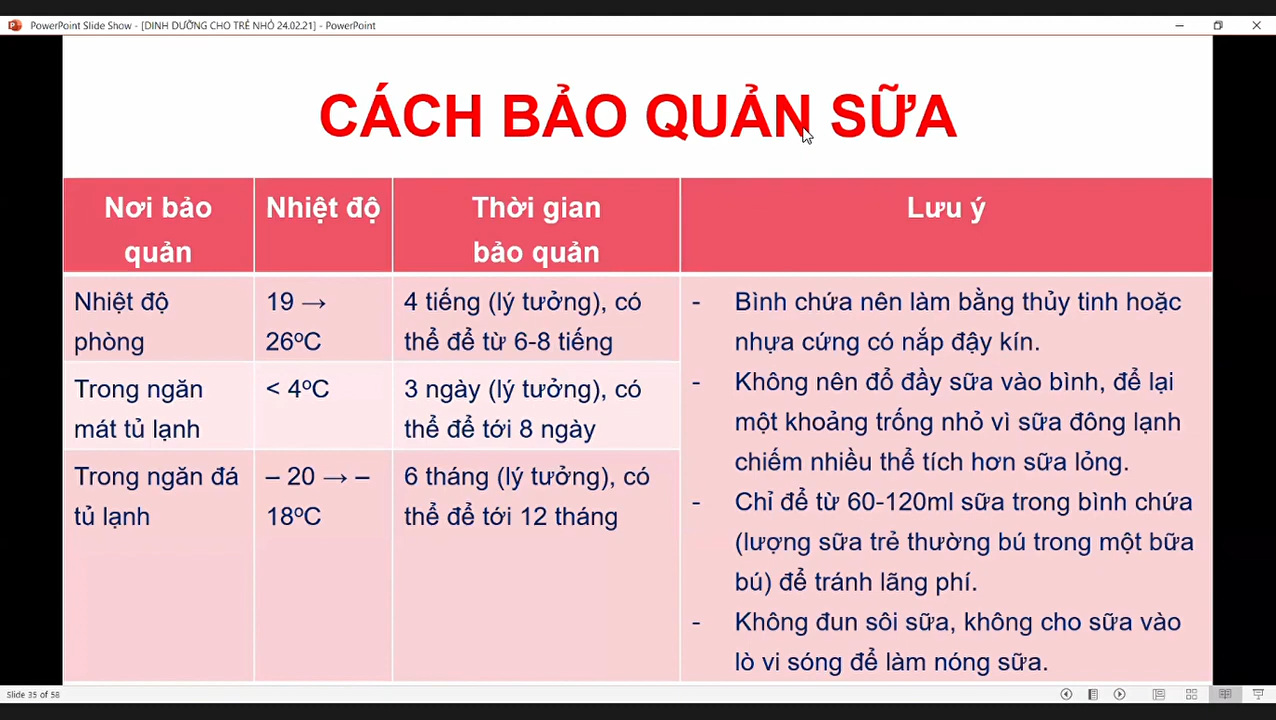 PowerPoint Slide Show - [DINH DƯỠNG CHO TRẺ NHỎ 24.02.21] - PowerPoint
CÁCH BẢO QUẢN SỮA
Nơi bảo
quản
Nhiệt độ
Thời gian
bảo quản
Lưu ý
Nhiệt độ
phòng
19 →
26ºC
4 tiếng (lý tưởng), có
thể để từ 6-8 tiếng
Trong ngăn
mát tủ lạnh
< 4ºC
3 ngày (lý tưởng), có
thể để tới 8 ngày
Trong ngăn đá
tủ lạnh
– 20 → –
18ºC
6 tháng (lý tưởng), có
thể để tới 12 tháng
- Bình chứa nên làm bằng thủy tinh hoặc
nhựa cứng có nắp đậy kín.
- Không nên đổ đầy sữa vào bình, để lại
một khoảng trống nhỏ vì sữa đông lạnh
chiếm nhiều thể tích hơn sữa lỏng.
- Chỉ để từ 60-120ml sữa trong bình chứa
(lượng sữa trẻ thường bú trong một bữa
bú) để tránh lãng phí.
- Không đun sôi sữa, không cho sữa vào
lò vi sóng để làm nóng sữa.
Slide 35 of 58